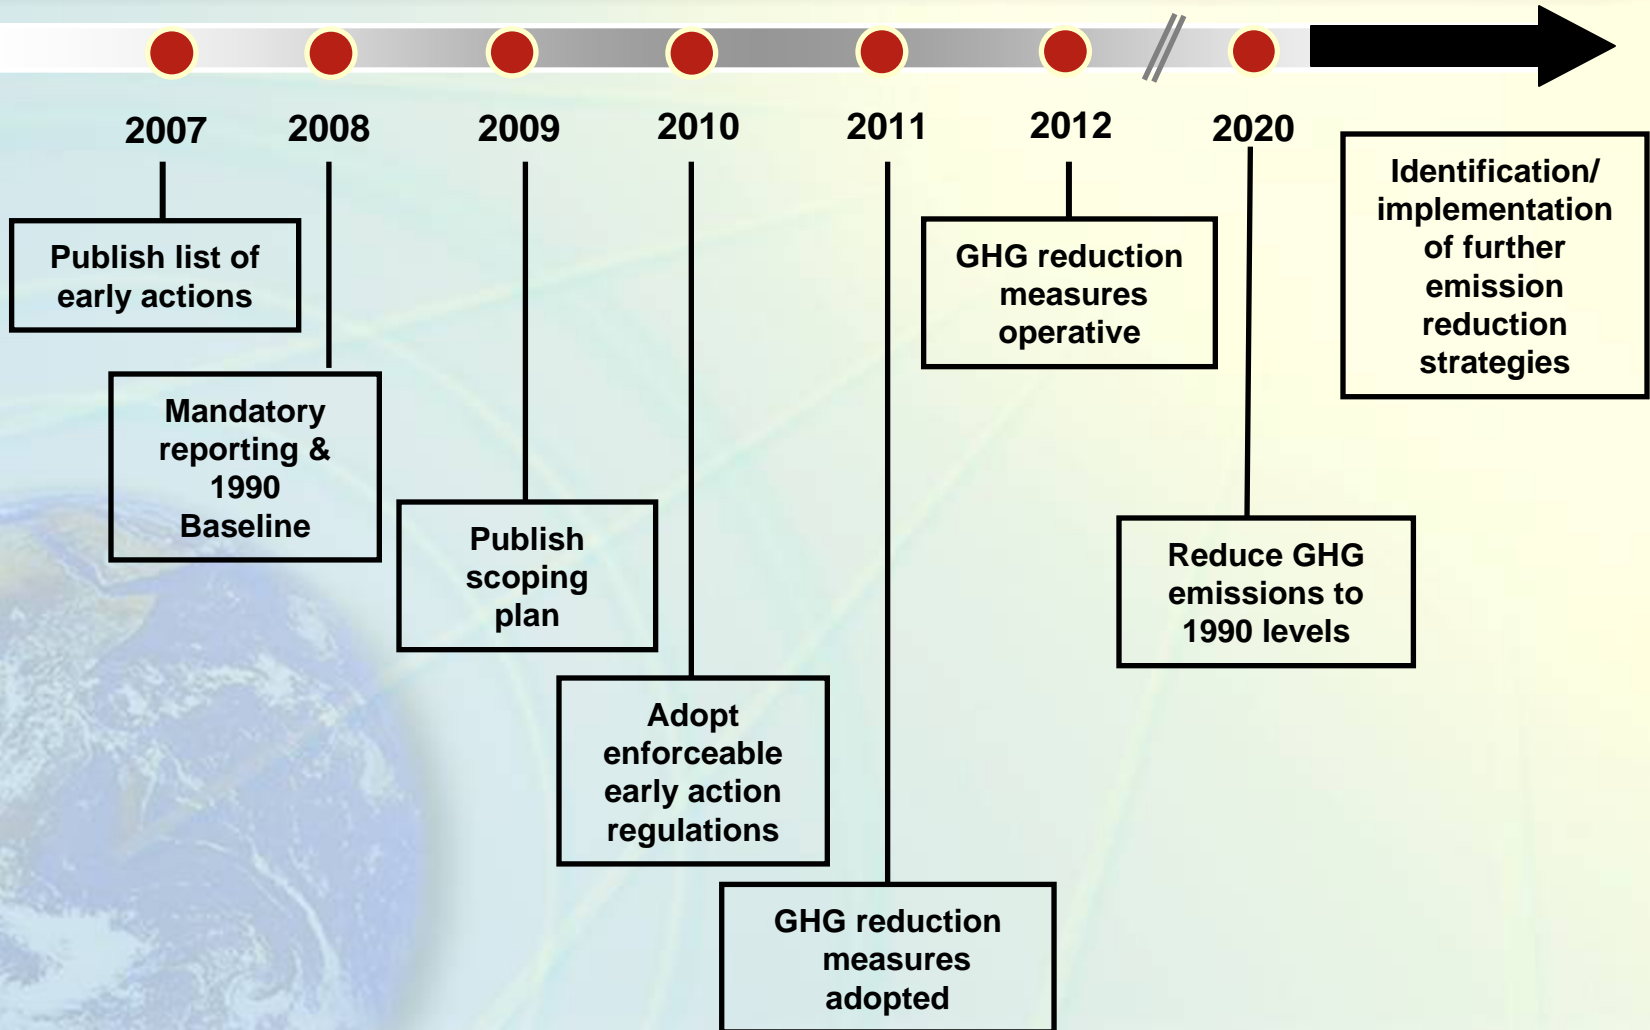 2007
2008
2009
2010
2011
2012
2020
Publish list of
early actions
Mandatory
reporting &
1990
Baseline
Publish
scoping
plan
Adopt
enforceable
early action
regulations
GHG reduction
measures
adopted
GHG reduction
measures
operative
Reduce GHG
emissions to
1990 levels
Identification/
implementation
of further
emission
reduction
strategies